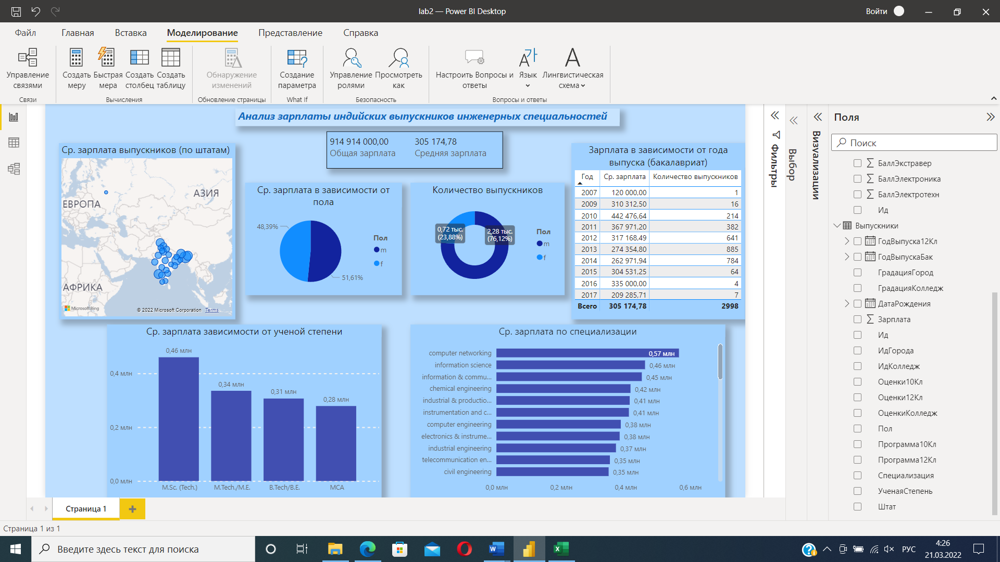 lab2 — Power BI Desktop
Войти
Файл
Главная
Вставка
Моделирование
Представление
Справка
Управление связями
Создать меру
Быстрая мера
Создать столбец
Создать таблицу
Обнаружение изменений
Создание параметра
Управление ролями
Просмотреть как
Настроить Вопросы и ответы
Язык
Лингвистическая схема
Связи
Вычисления
Обновление страницы
What If
Безопасность
Вопросы и ответы
Анализ зарплаты индийских выпускников инженерных специальностей
914 914 000,00
Общая зарплата
305 174,78
Средняя зарплата
Ср. зарплата выпускников (по штатам)
ЕВРОПА
АЗИЯ
АФРИКА
Microsoft Bing
© 2022 Microsoft Corporation Terms
Ср. зарплата в зависимости от
пола
48,39%
51,61%
Пол
m
f
Количество выпускников
0,72 тыс.
(23,88%)
2,28 тыс.
(76,12%)
Пол
m
f
Зарплата в зависимости от года
выпуска (бакалавриат)
Год Ср. зарплата Количество выпускников
2007 120 000,00 1
2009 310 312,50 16
2010 442 476,64 214
2011 367 971,20 382
2012 317 168,49 641
2013 274 354,80 885
2014 262 971,94 784
2015 304 531,25 64
2016 335 000,00 4
2017 209 285,71 7
Всего 305 174,78 2998
Ср. зарплата зависимости от ученой степени
0,4 млн
0,2 млн
0,0 млн
0,46 млн
0,34 млн
0,31 млн
0,28 млн
M.Sc. (Tech.)
M.Tech./M.E.
B.Tech/B.E.
MCA
Ср. зарплата по специализации
computer networking 0,57 млн
information science 0,46 млн
information & commu... 0,45 млн
chemical engineering 0,42 млн
industrial & productio... 0,41 млн
instrumentation and c... 0,41 млн
computer engineering 0,38 млн
electronics & instrume... 0,38 млн
industrial engineering 0,37 млн
telecommunication en... 0,35 млн
civil engineering 0,35 млн
0,0 млн 0,2 млн 0,4 млн 0,6 млн
Фильтры
Выбор
Визуализации
Поля
Поиск
БаллЭкстравер
БаллЭлектроника
БаллЭлектротехн
Ид
Выпускники
ГодВыпуска12Кл
ГодВыпускаБак
ГрадацияГород
ГрадацияКолледж
ДатаРождения
Зарплата
Ид
ИдГорода
ИдКолледж
Оценки10Кл
Оценки12Кл
ОценкиКолледж
Пол
Программа10Кл
Программа12Кл
Специализация
УченаяСтепень
Штат
Страница 1
Страница 1 из 1
Введите здесь текст для поиска
РУС
4:26
21.03.2022